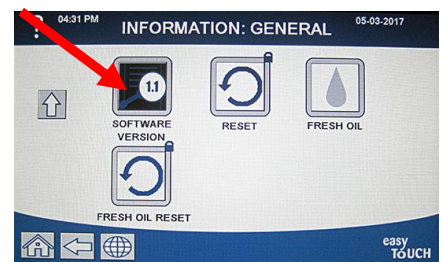 ?
04:31 PM
INFORMATION: GENERAL
05-03-2017
1.1
SOFTWARE
VERSION
RESET
FRESH OIL
FRESH OIL RESET
easy
TOUCH